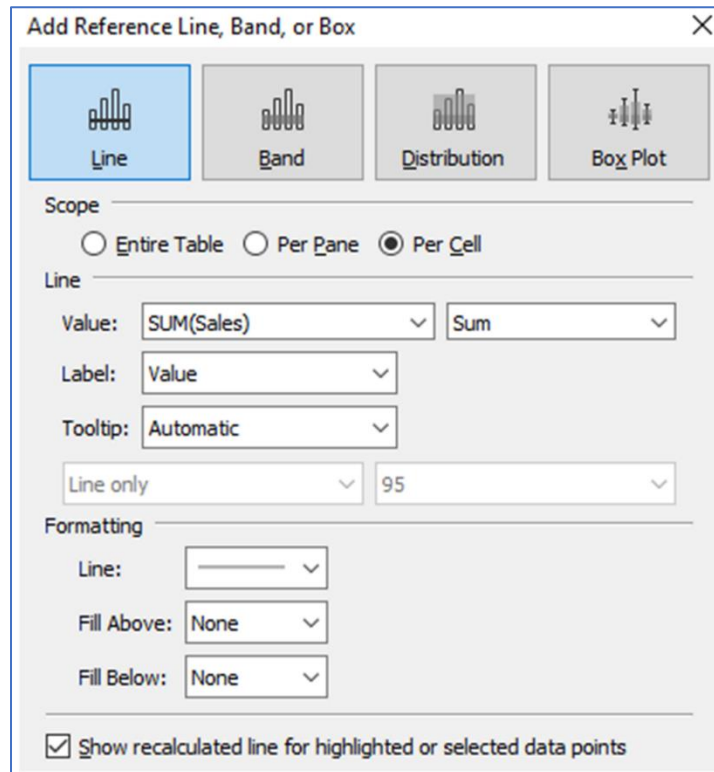 Add Reference Line, Band, or Box
Line Band Distribution Box Plot
Scope
Entire Table Per Pane Per Cell
Line
Value: SUM(Sales) Sum
Label: Value
Tooltip: Automatic
Line only 95
Formatting
Line:
Fill Above: None
Fill Below: None
Show recalculated line for highlighted or selected data points